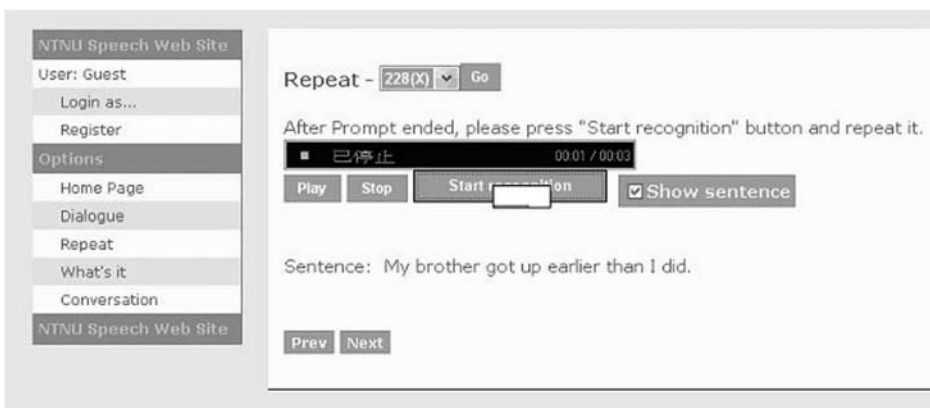 NTNU Speech Web Site
User: Guest
Login as...
Register
Options
Home Page
Dialogue
Repeat
What's it
Conversation
NTNU Speech Web Site
Repeat - 228(X) Go
After Prompt ended, please press "Start recognition" button and repeat it.
已停止 00:01 / 00:03
Play Stop Start recognition Show sentence
Sentence: My brother got up earlier than I did.
Prev Next